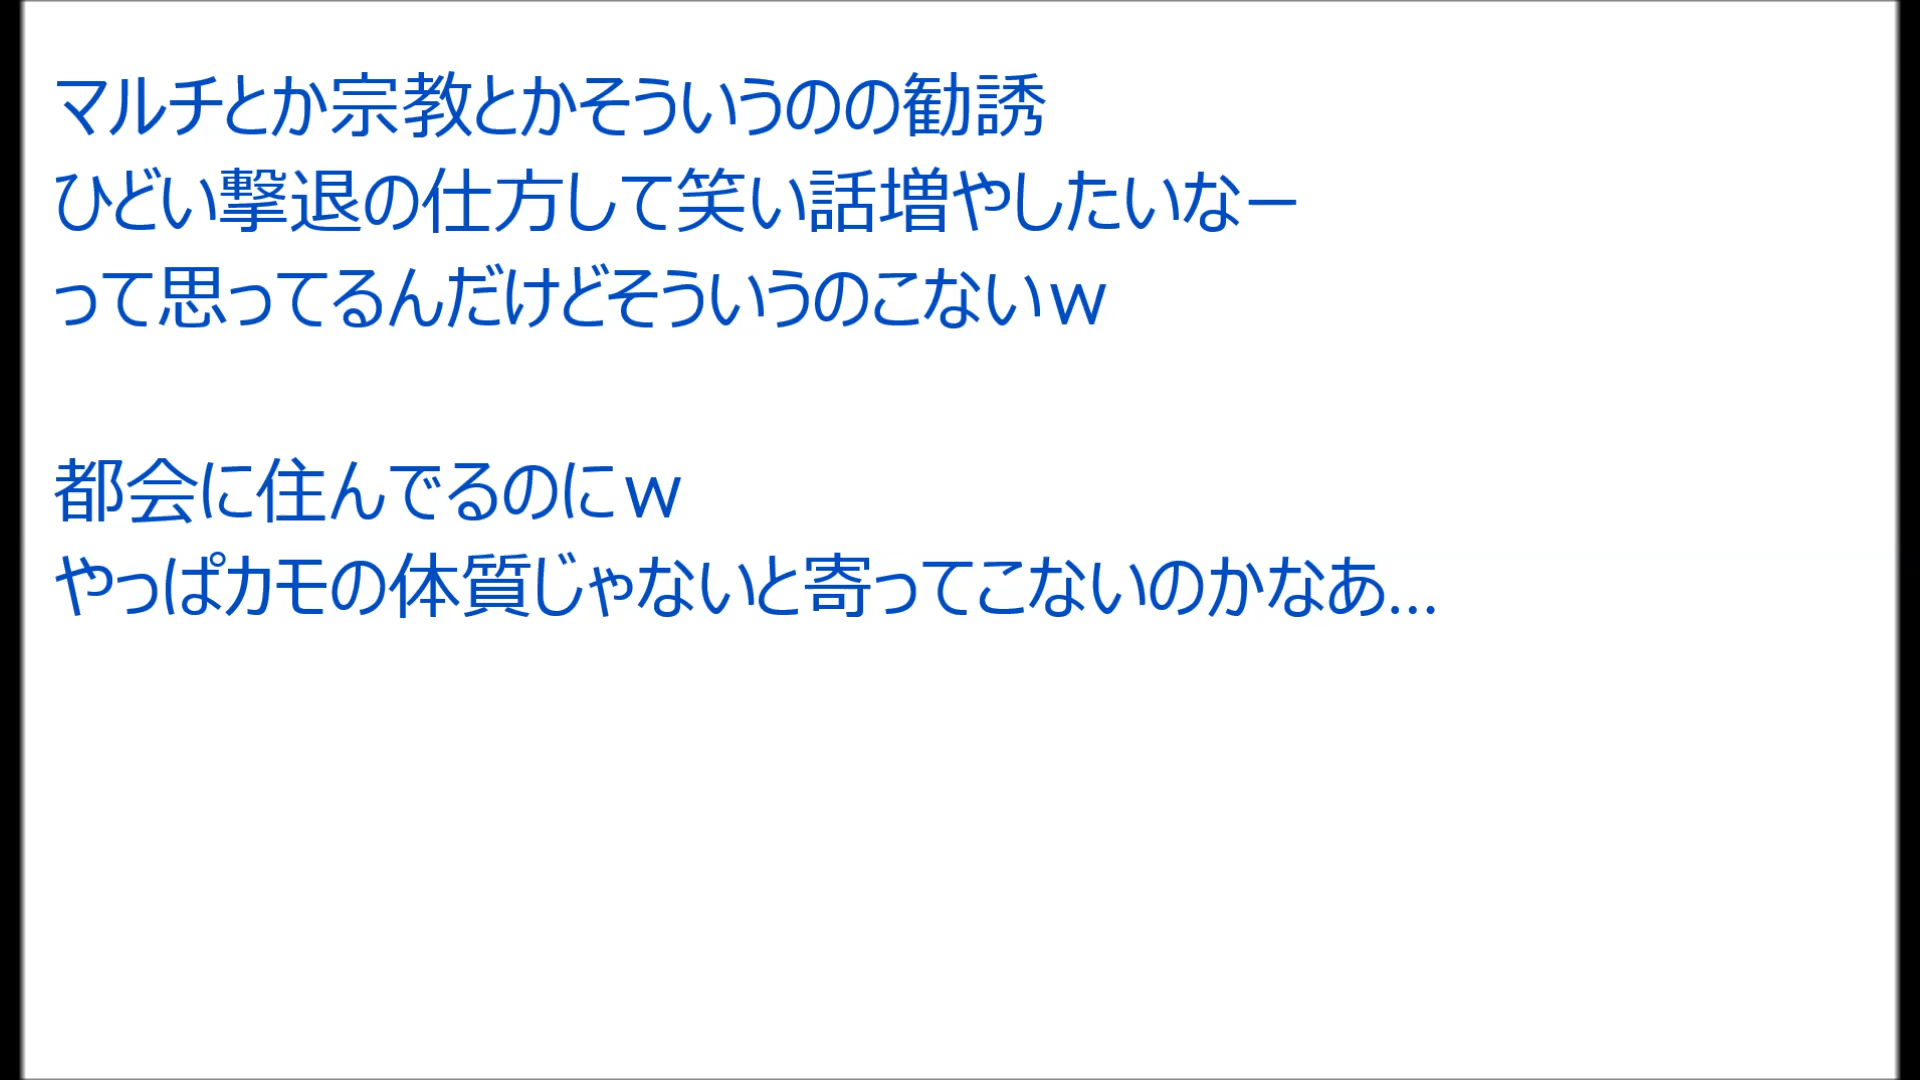 マルチとか宗教とかそういうのの勧誘
ひどい撃退の仕方して笑い話増やしたいなー
って思ってるんだけどそういうのこないｗ
都会に住んでるのにｗ
やっぱカモの体質じゃないと寄ってこないのかなあ…